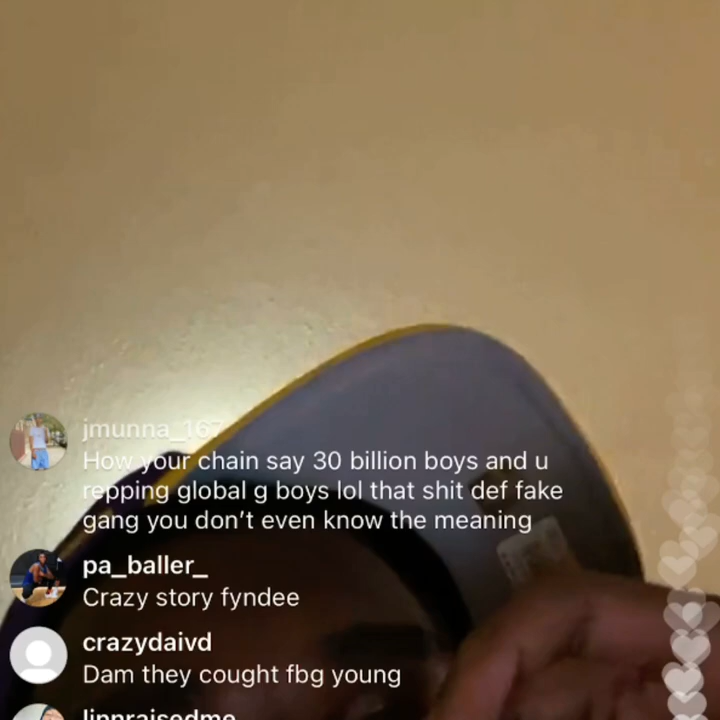 jmunna_167
How your chain say 30 billion boys and u
repping global g boys lol that shit def fake
gang you don't even know the meaning
pa_baller_
Crazy story fyndee
crazydaivd
Dam they cought fbg young
linnraisedme